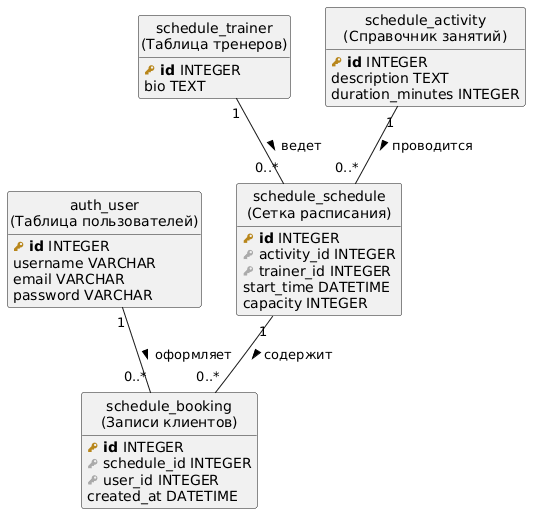 schedule_trainer
(Таблица тренеров)
id INTEGER
bio TEXT
schedule_activity
(Справочник занятий)
id INTEGER
description TEXT
duration_minutes INTEGER
1
ведет
0..*
1
проводится
0..*
auth_user
(Таблица пользователей)
id INTEGER
username VARCHAR
email VARCHAR
password VARCHAR
schedule_schedule
(Сетка расписания)
id INTEGER
activity_id INTEGER
trainer_id INTEGER
start_time DATETIME
capacity INTEGER
1
оформляет
0..*
1
содержит
0..*
schedule_booking
(Записи клиентов)
id INTEGER
schedule_id INTEGER
user_id INTEGER
created_at DATETIME